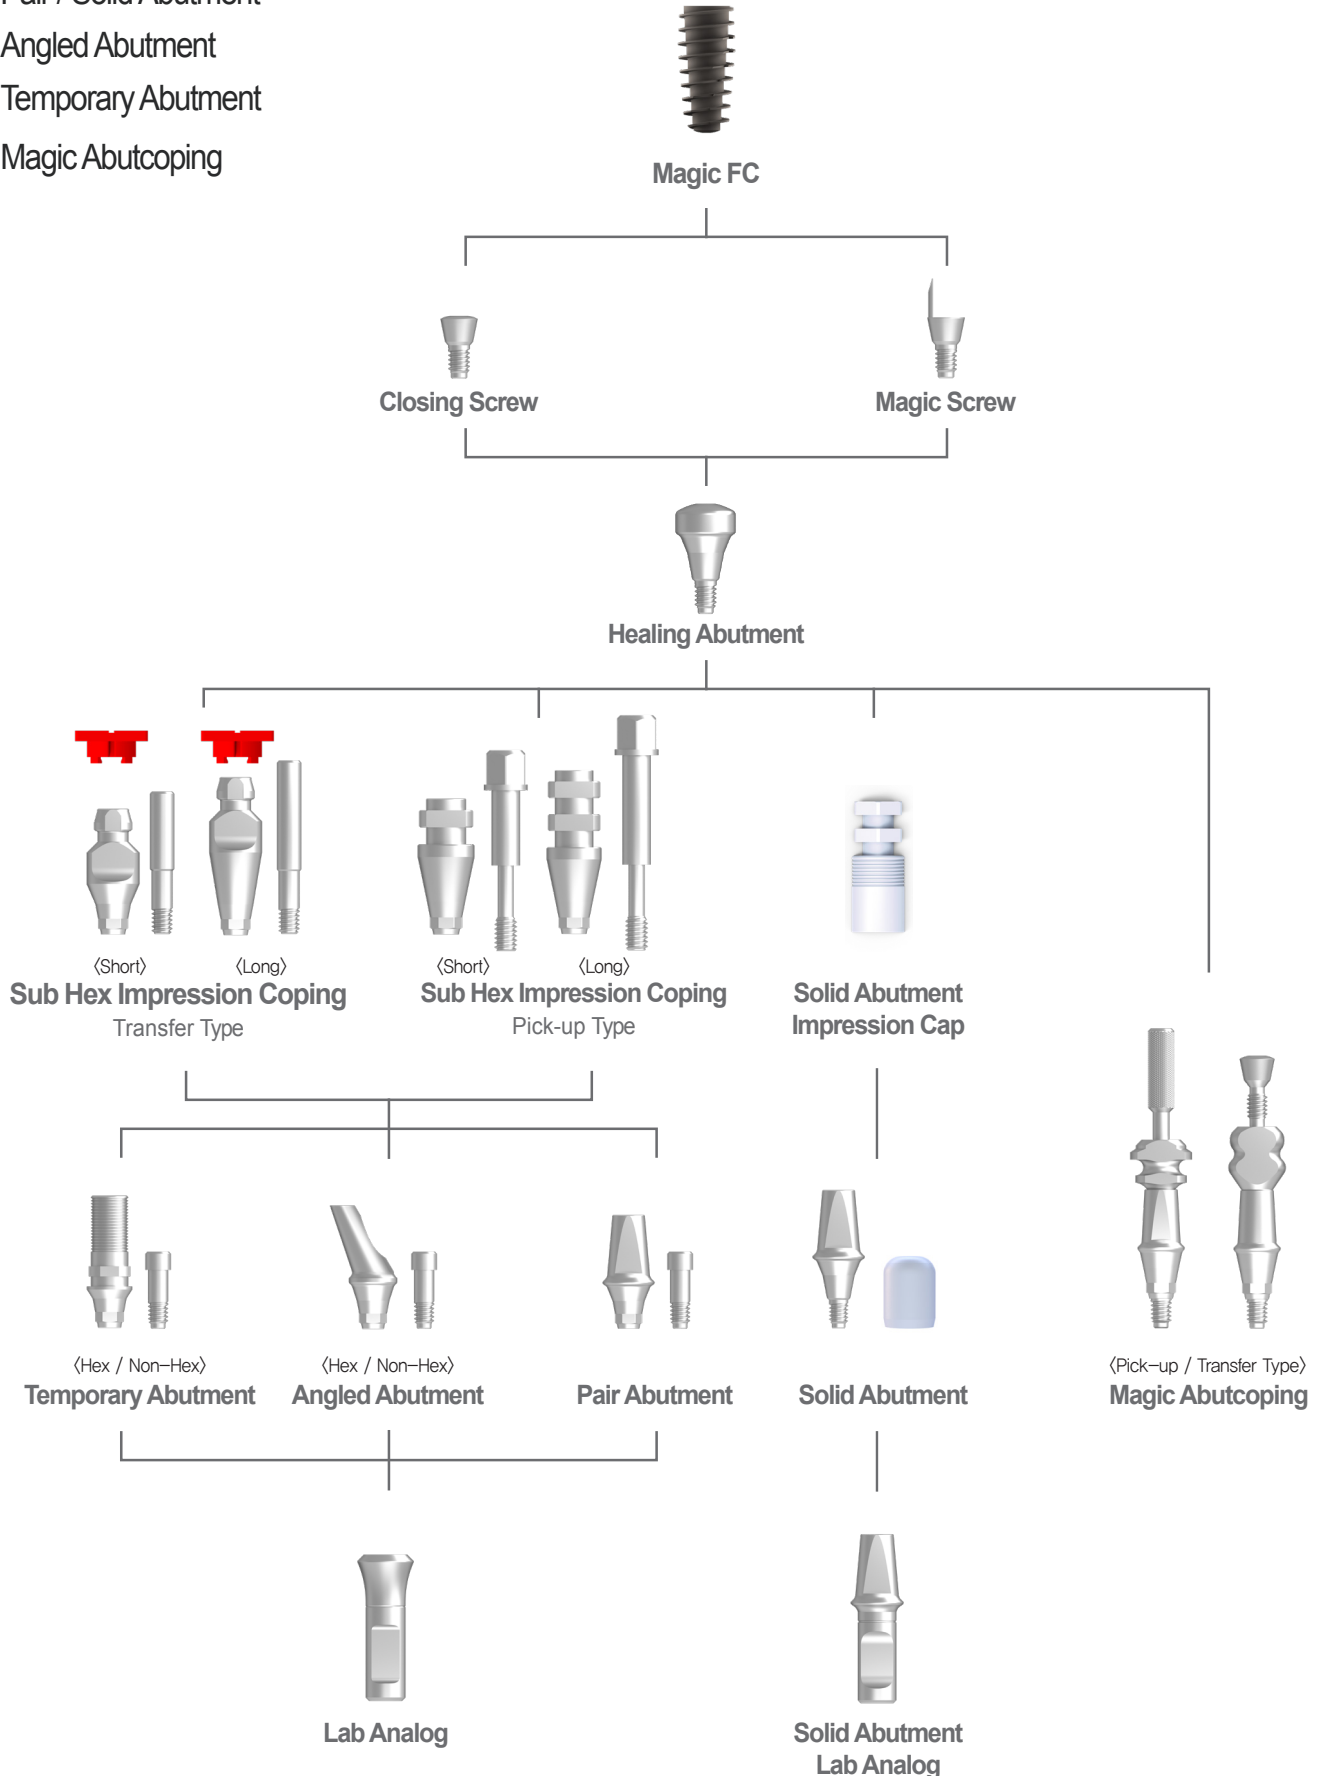 Pair / Solid Abutment
Angled Abutment
Temporary Abutment
Magic Abutcoping
Magic FC
Closing Screw
Magic Screw
Healing Abutment
〈Short〉
〈Long〉
Sub Hex Impression Coping
Transfer Type
〈Short〉
〈Long〉
Sub Hex Impression Coping
Pick-up Type
Solid Abutment
Impression Cap
〈Hex / Non-Hex〉
Temporary Abutment
〈Hex / Non-Hex〉
Angled Abutment
Pair Abutment
Solid Abutment
〈Pick-up / Transfer Type〉
Magic Abutcoping
Lab Analog
Solid Abutment
Lab Analog